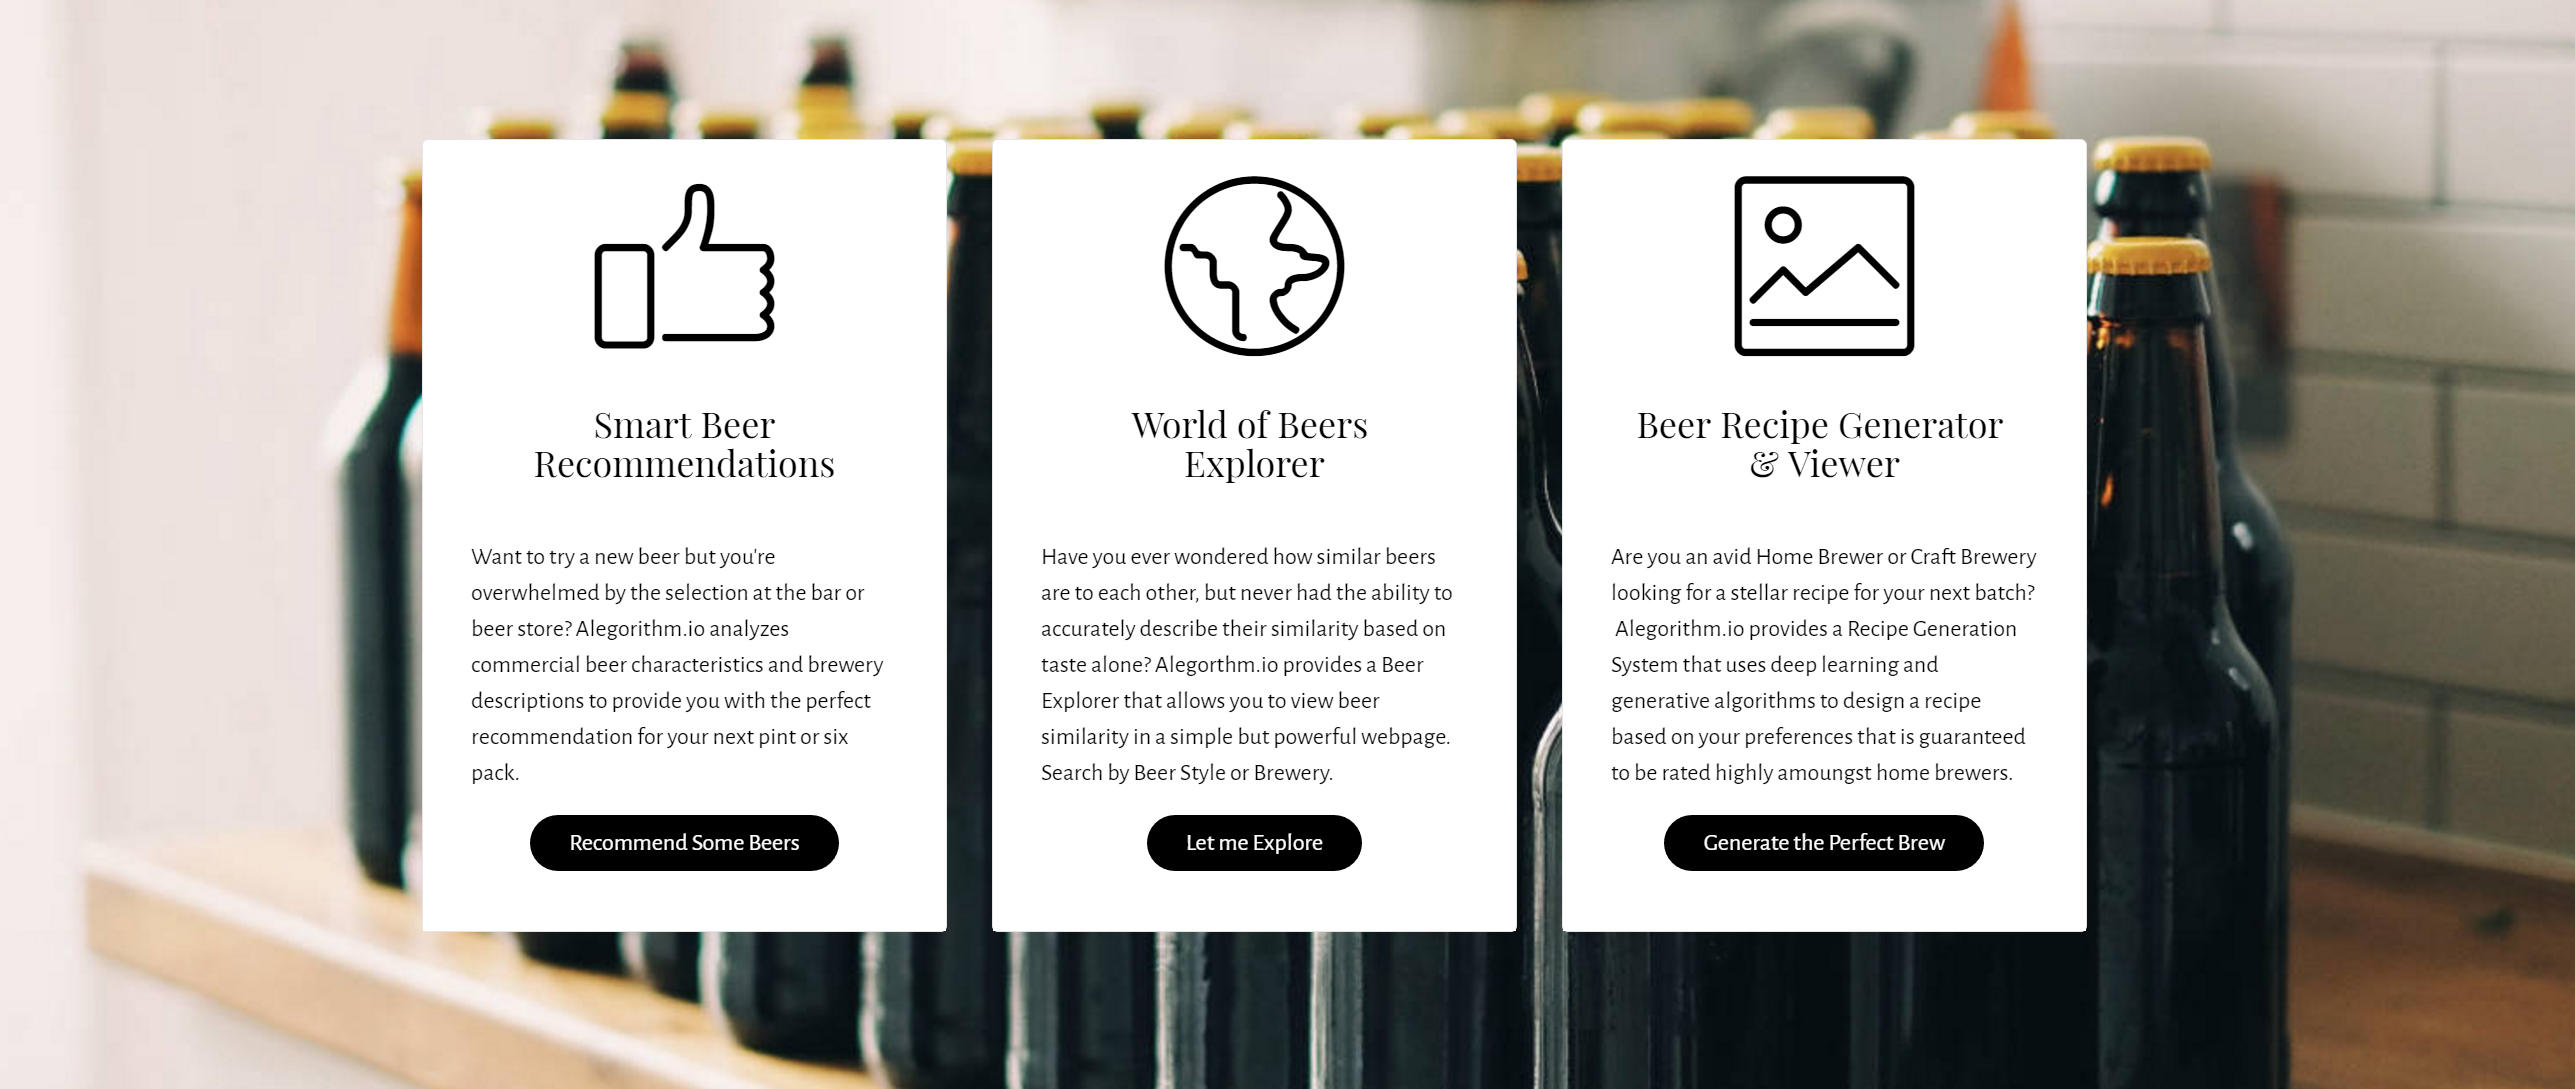 Smart Beer
Recommendations
Want to try a new beer but you're
overwhelmed by the selection at the bar or
beer store? Alegorithm.io analyzes
commercial beer characteristics and brewery
descriptions to provide you with the perfect
recommendation for your next pint or six
pack.
Recommend Some Beers
World of Beers
Explorer
Have you ever wondered how similar beers
are to each other, but never had the ability to
accurately describe their similarity based on
taste alone? Alegorthm.io provides a Beer
Explorer that allows you to view beer
similarity in a simple but powerful webpage.
Search by Beer Style or Brewery.
Let me Explore
Beer Recipe Generator
& Viewer
Are you an avid Home Brewer or Craft Brewery
looking for a stellar recipe for your next batch?
Alegorithm.io provides a Recipe Generation
System that uses deep learning and
generative algorithms to design a recipe
based on your preferences that is guaranteed
to be rated highly amoungst home brewers.
Generate the Perfect Brew